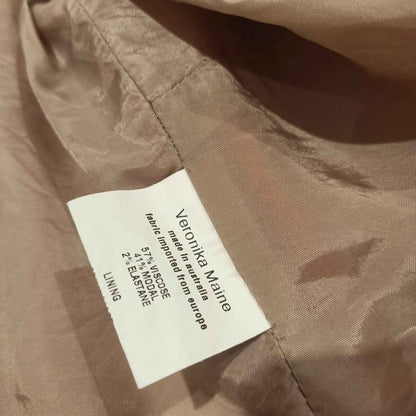 Veronika Maine
made in australia
fabric imported from europe
57% VISCOSE
41% MODAL
2% ELASTANE
LINING